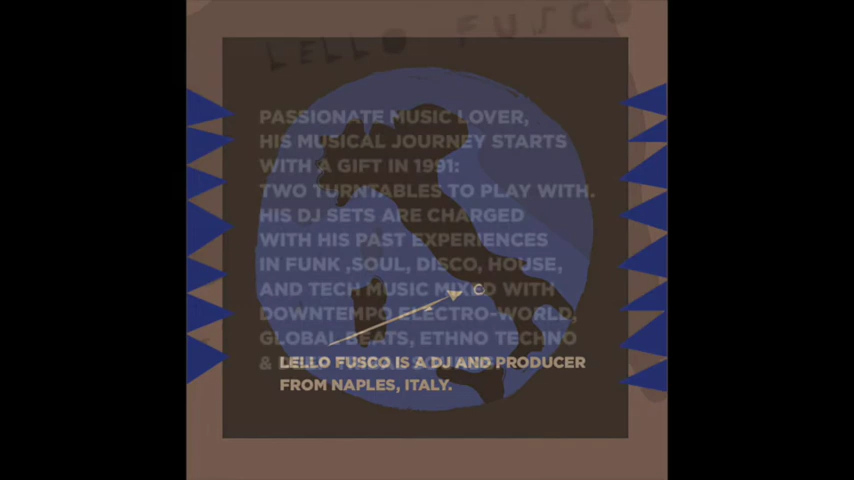 LELLO FUSCO
PASSIONATE MUSIC LOVER,
HIS MUSICAL JOURNEY STARTS
WITH A GIFT IN 1991:
TWO TURNTABLES TO PLAY WITH.
HIS DJ SETS ARE CHARGED
WITH HIS PAST EXPERIENCES
IN FUNK ,SOUL, DISCO, HOUSE,
AND TECH MUSIC MIXED WITH
DOWNTEMPO ELECTRO-WORLD,
GLOBAL BEATS, ETHNO TECHNO
&
LELLO FUSCO IS A DJ AND PRODUCER
FROM NAPLES, ITALY.